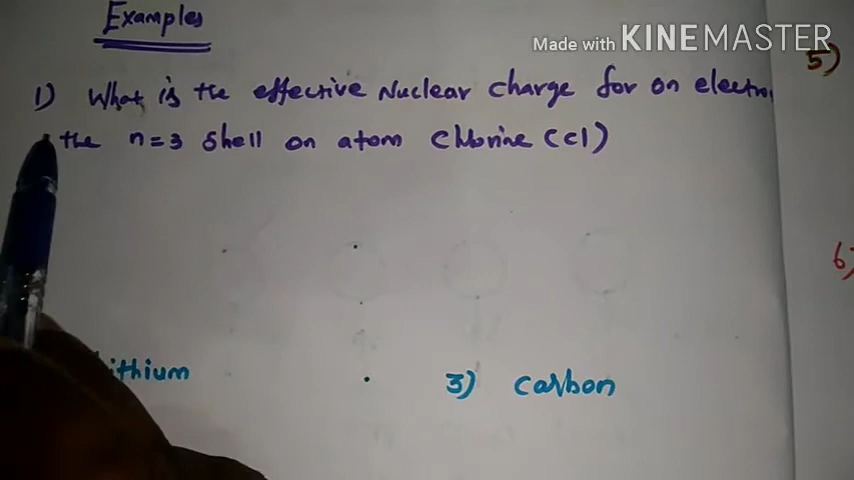 Examples
Made with KINEMASTER
5)
1) What is the effective Nuclear charge for on electron
the n=3 shell on atom Chlorine (Cl)
6)
ithium
3) Carbon